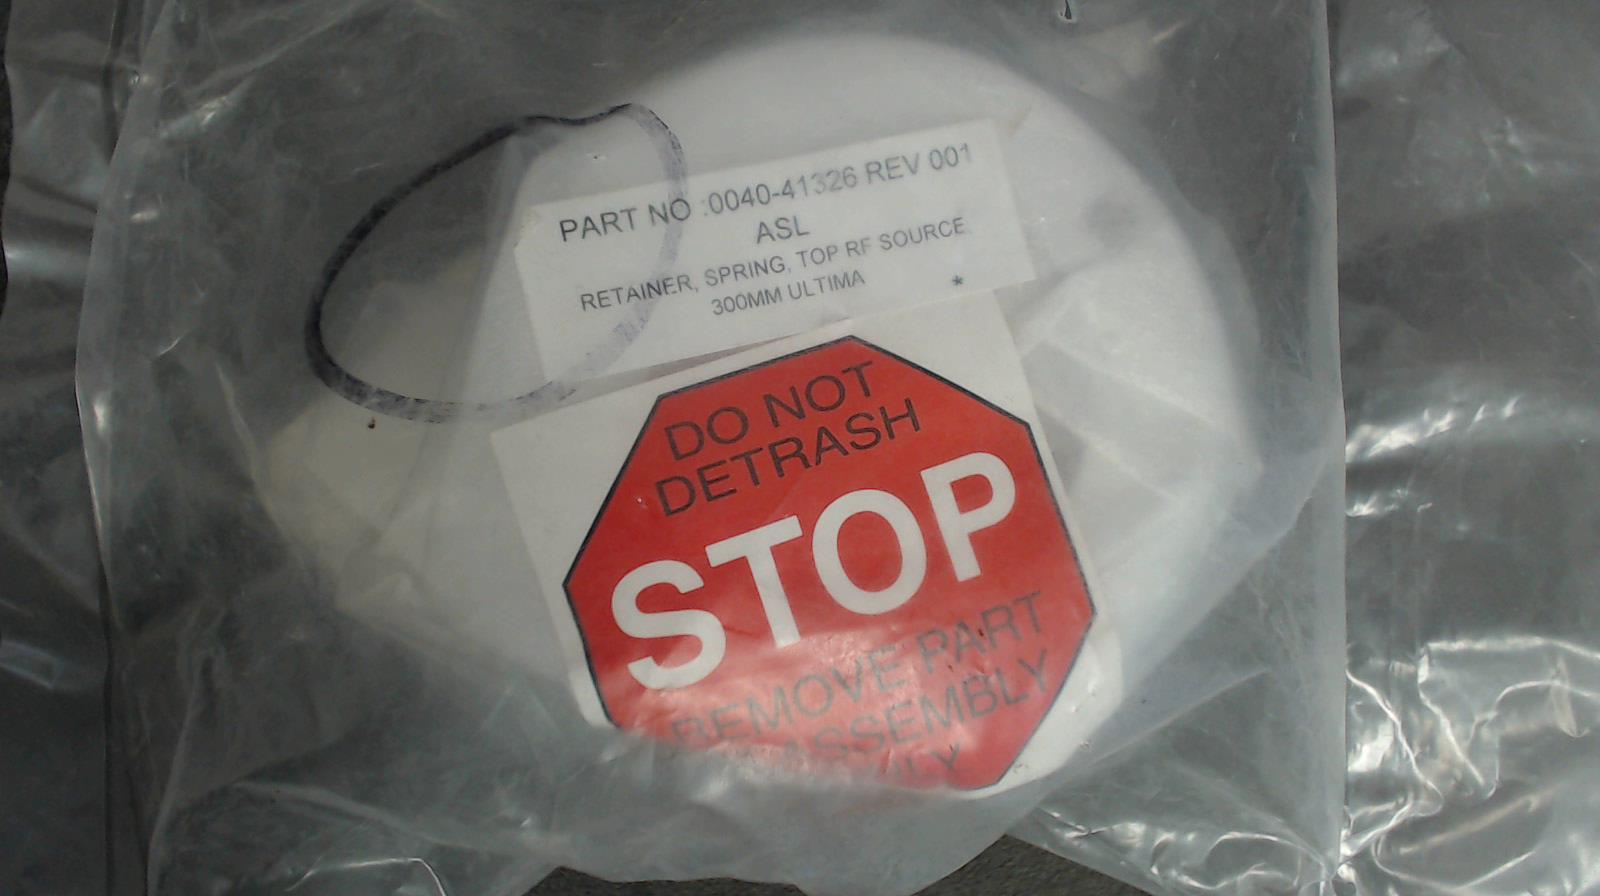 PART NO :0040-41326 REV 001
ASL
RETAINER, SPRING, TOP RF SOURCE
300MM ULTIMA
*
DO NOT
DETRASH
STOP
REMOVE PART
ASSEMBLY